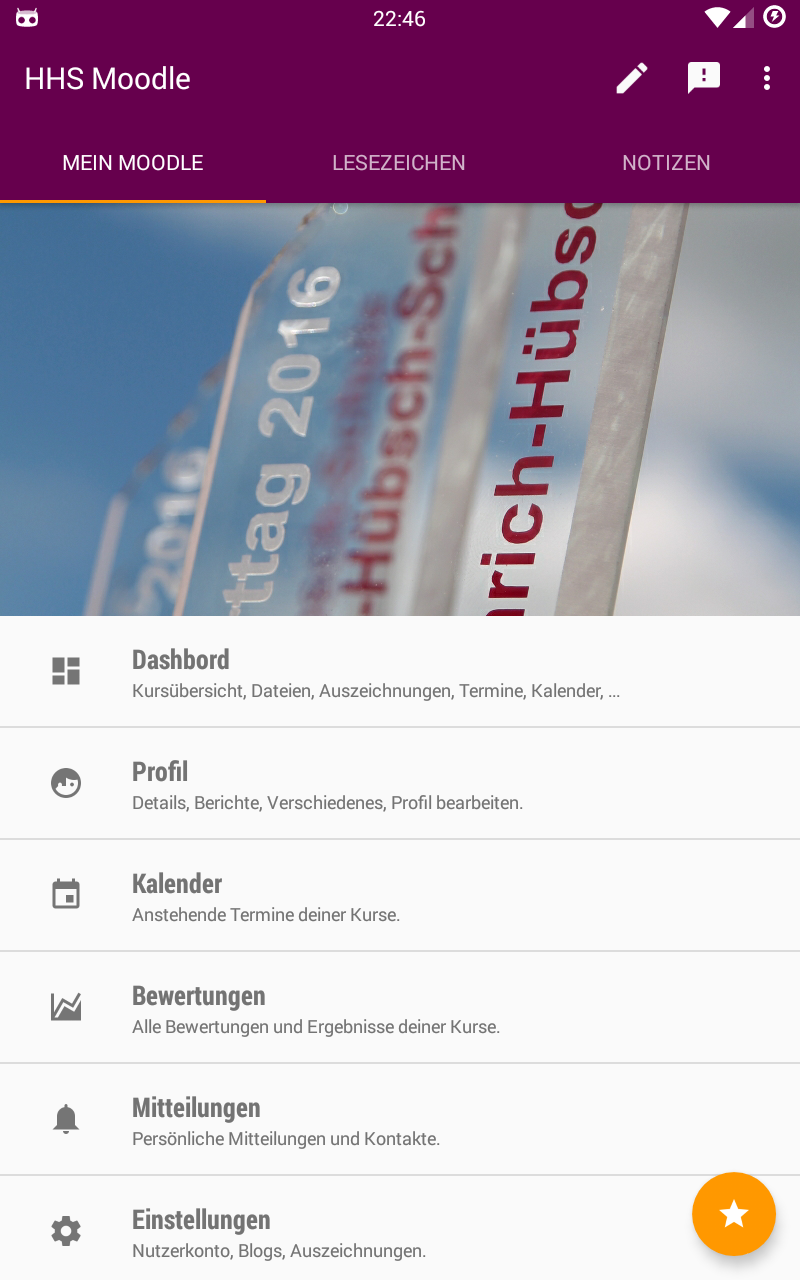 22:46
HHS Moodle
MEIN MOODLE
LESEZEICHEN
NOTIZEN
2016
ttag 2016
-Hübsch-Sch
nrich-Hübsc
Dashbord
Kursübersicht, Dateien, Auszeichnungen, Termine, Kalender, ...
Profil
Details, Berichte, Verschiedenes, Profil bearbeiten.
Kalender
Anstehende Termine deiner Kurse.
Bewertungen
Alle Bewertungen und Ergebnisse deiner Kurse.
Mitteilungen
Persönliche Mitteilungen und Kontakte.
Einstellungen
Nutzerkonto, Blogs, Auszeichnungen.